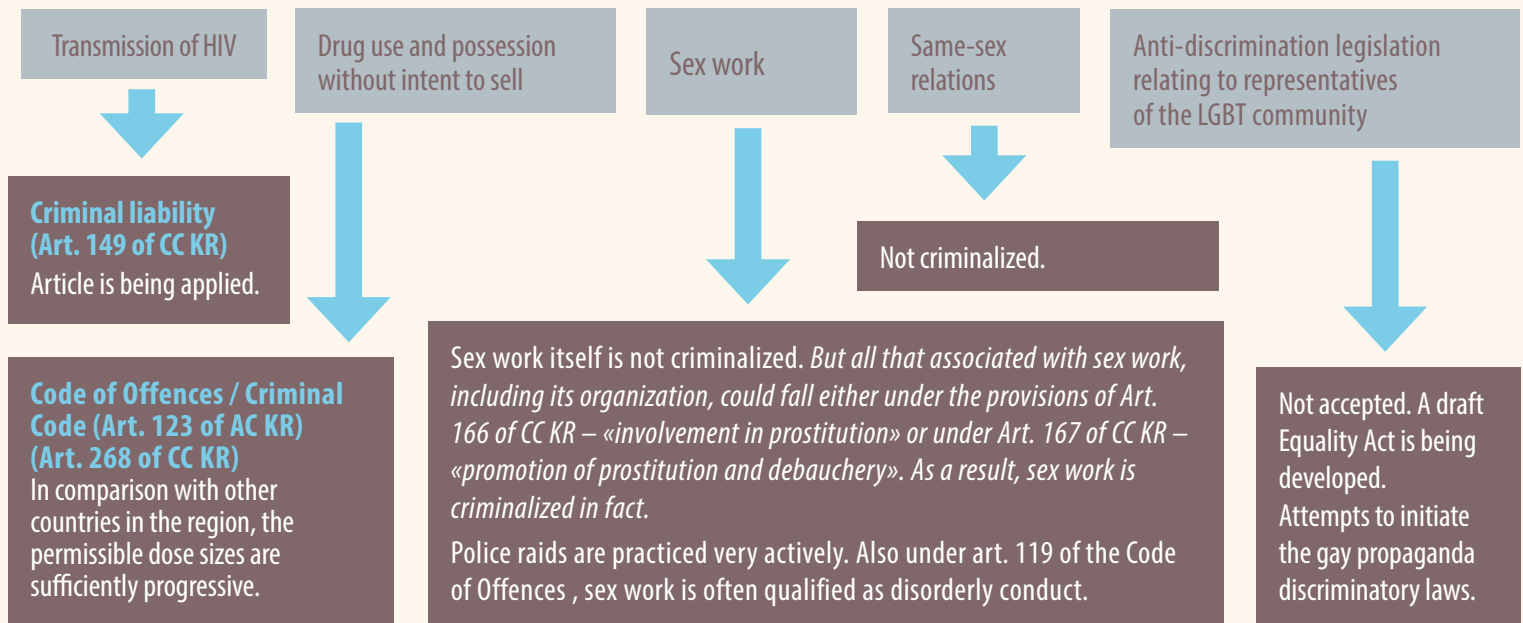 Transmission of HIV
Drug use and possession
without intent to sell
Sex work
Same-sex
relations
Anti-discrimination legislation
relating to representatives
of the LGBT community
Criminal liability
(Art. 149 of CC KR)
Article is being applied.
Code of Offences / Criminal
Code (Art. 123 of AC KR)
(Art. 268 of CC KR)
In comparison with other
countries in the region, the
permissible dose sizes are
sufficiently progressive.
Sex work itself is not criminalized. But all that associated with sex work,
including its organization, could fall either under the provisions of Art.
166 of CC KR – «involvement in prostitution» or under Art. 167 of CC KR –
«promotion of prostitution and debauchery». As a result, sex work is
criminalized in fact.
Police raids are practiced very actively. Also under art. 119 of the Code
of Offences , sex work is often qualified as disorderly conduct.
Not criminalized.
Not accepted. A draft
Equality Act is being
developed.
Attempts to initiate
the gay propaganda
discriminatory laws.